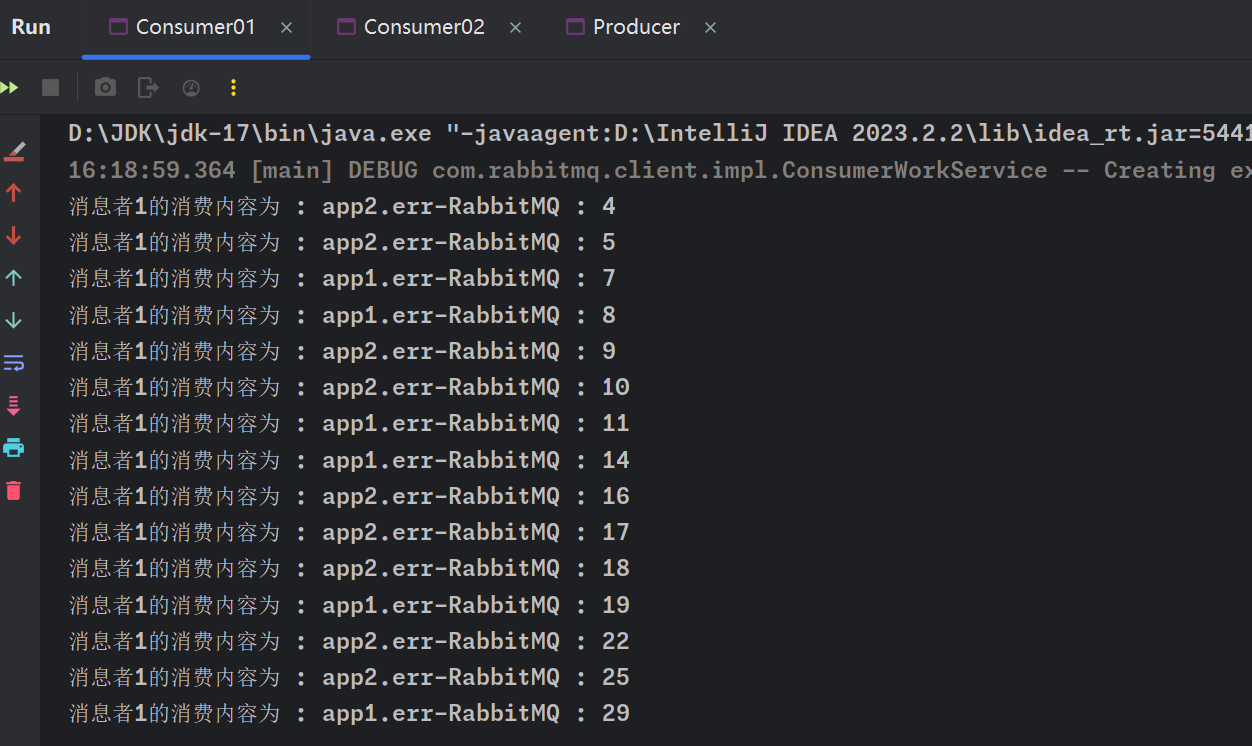 Run Consumer01 Consumer02 Producer
D:\JDK\jdk-17\bin\java.exe "-javaagent:D:\IntelliJ IDEA 2023.2.2\lib\idea_rt.jar=5441
16:18:59.364 [main] DEBUG com.rabbitmq.client.impl.ConsumerWorkService -- Creating ex
消息者1的消费内容为 : app2.err-RabbitMQ : 4
消息者1的消费内容为 : app2.err-RabbitMQ : 5
消息者1的消费内容为 : app1.err-RabbitMQ : 7
消息者1的消费内容为 : app1.err-RabbitMQ : 8
消息者1的消费内容为 : app2.err-RabbitMQ : 9
消息者1的消费内容为 : app2.err-RabbitMQ : 10
消息者1的消费内容为 : app1.err-RabbitMQ : 11
消息者1的消费内容为 : app1.err-RabbitMQ : 14
消息者1的消费内容为 : app2.err-RabbitMQ : 16
消息者1的消费内容为 : app2.err-RabbitMQ : 17
消息者1的消费内容为 : app2.err-RabbitMQ : 18
消息者1的消费内容为 : app1.err-RabbitMQ : 19
消息者1的消费内容为 : app2.err-RabbitMQ : 22
消息者1的消费内容为 : app2.err-RabbitMQ : 25
消息者1的消费内容为 : app1.err-RabbitMQ : 29